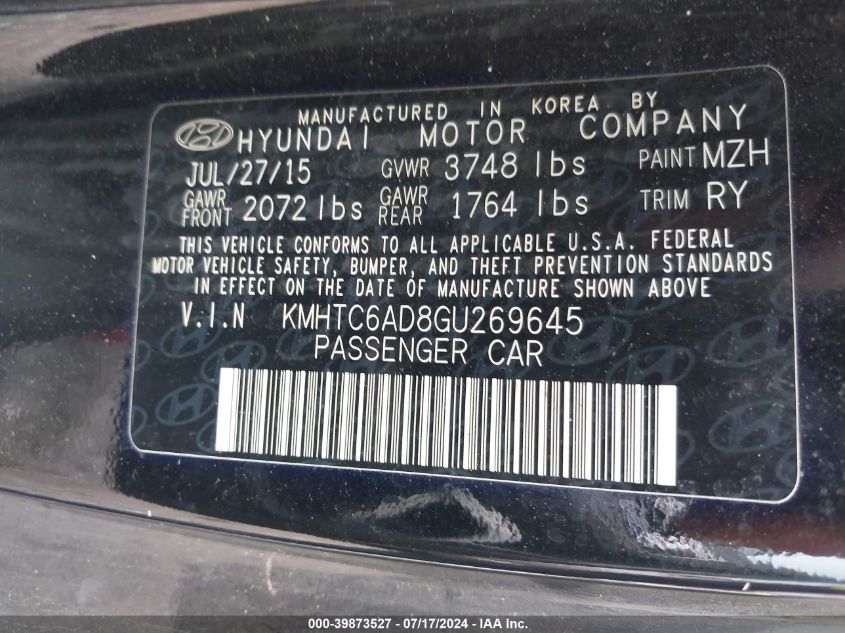 MANUFACTURED IN KOREA BY
HYUNDAI MOTOR COMPANY
JUL/27/15 GVWR 3748 lbs PAINT MZH
GAWR FRONT 2072 lbs GAWR REAR 1764 lbs TRIM RY
THIS VEHICLE CONFORMS TO ALL APPLICABLE U.S.A. FEDERAL
MOTOR VEHICLE SAFETY, BUMPER, AND THEFT PREVENTION STANDARDS
IN EFFECT ON THE DATE OF MANUFACTURE SHOWN ABOVE
V.I.N KMHTC6AD8GU269645
PASSENGER CAR
000-39873527 - 07/17/2024 - IAA Inc.